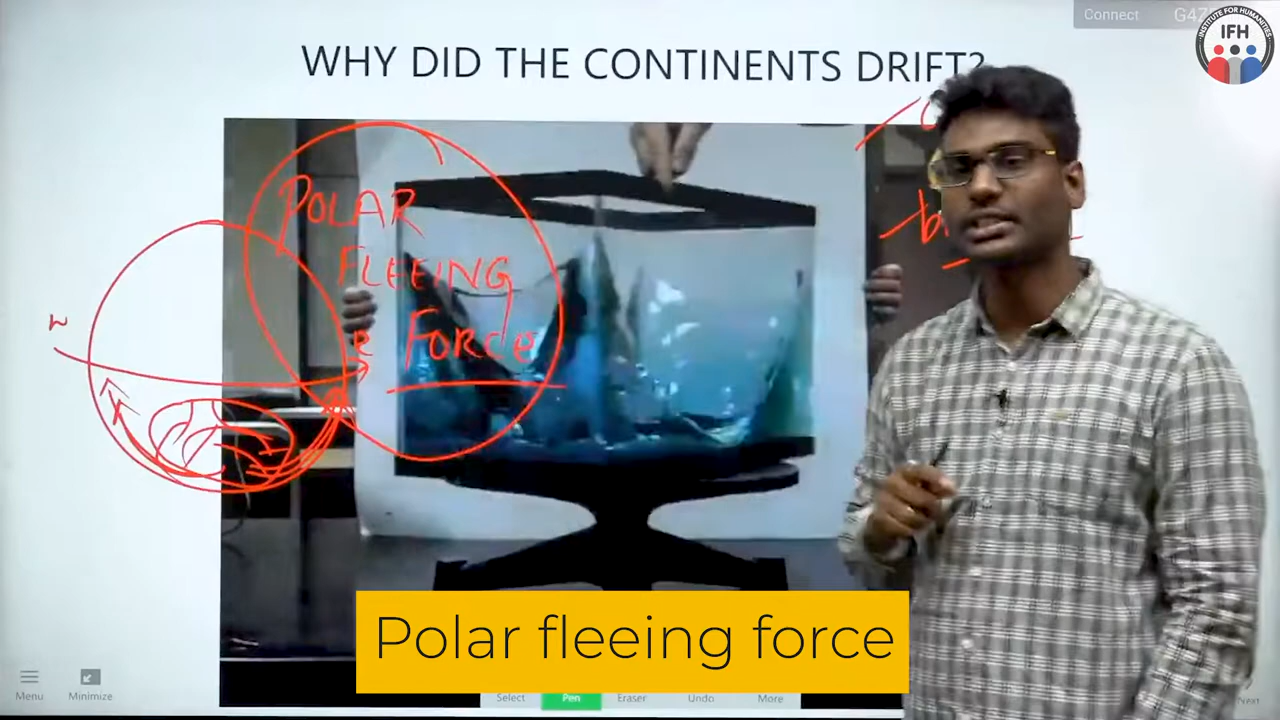 Connect
INSTITUTE FOR HUMANITIES
IFH
WHY DID THE CONTINENTS DRIFT?
POLAR
FLEEING
FORCE
W
E
b
Polar fleeing force
Menu
Minimize
Select
Pen
Eraser
Undo
More
Next